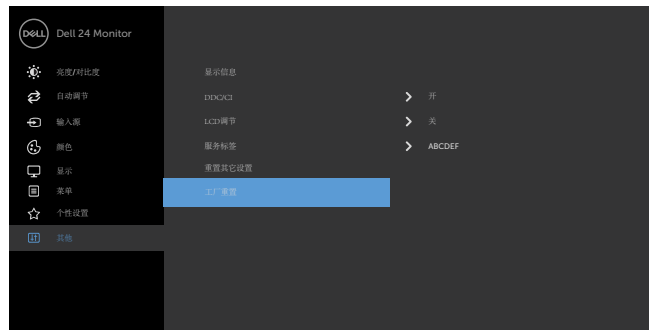 DELL Dell 24 Monitor
亮度/对比度
自动调节
输入源
颜色
显示
菜单
个性设置
其他
显示信息
DDC/CI 开
LCD调节 关
服务标签 ABCDEF
重置其它设置
工厂重置